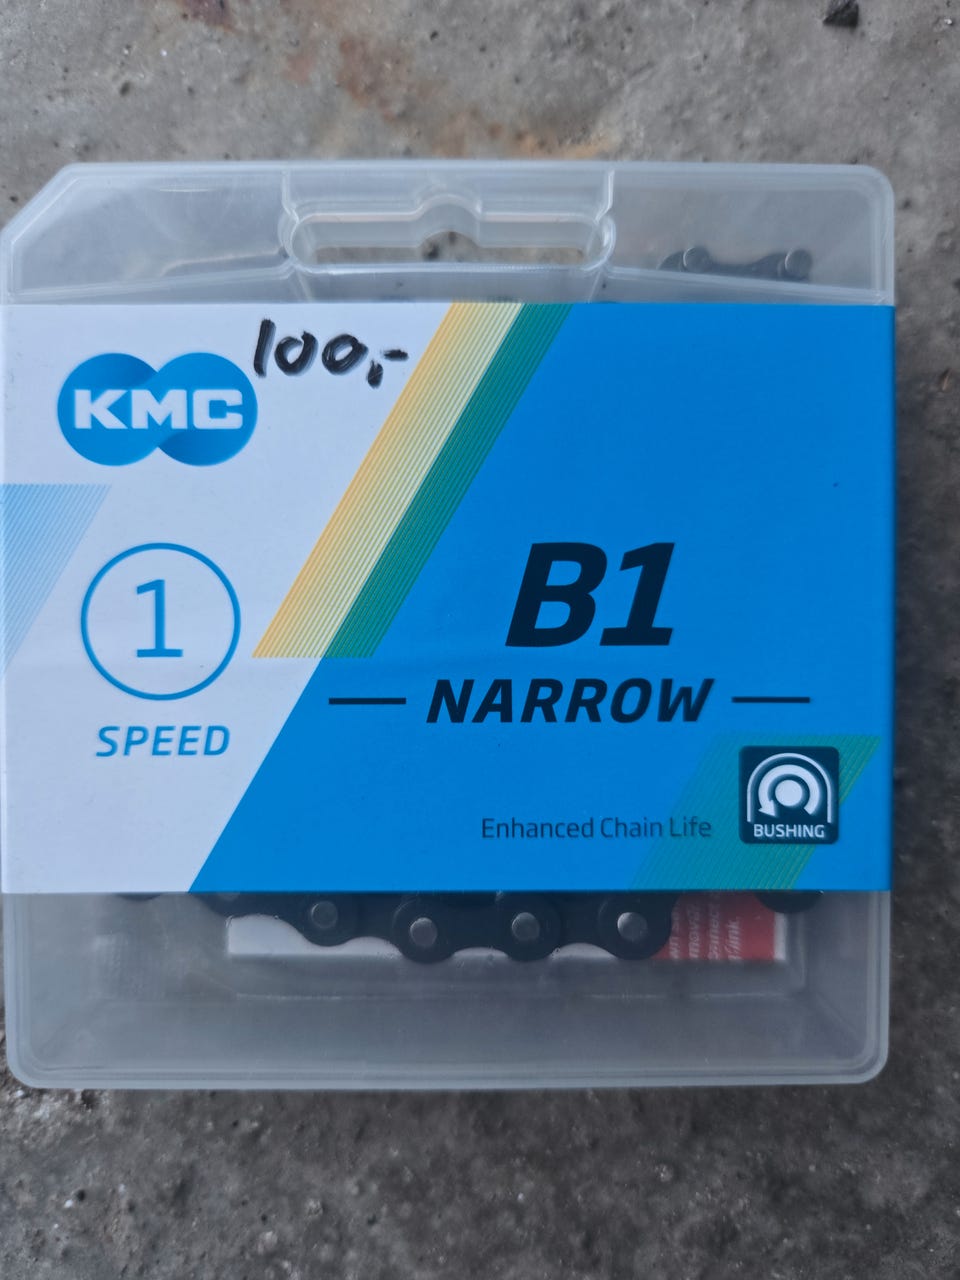 100,-
KMC
1
SPEED
B1
NARROW
Enhanced Chain Life
BUSHING